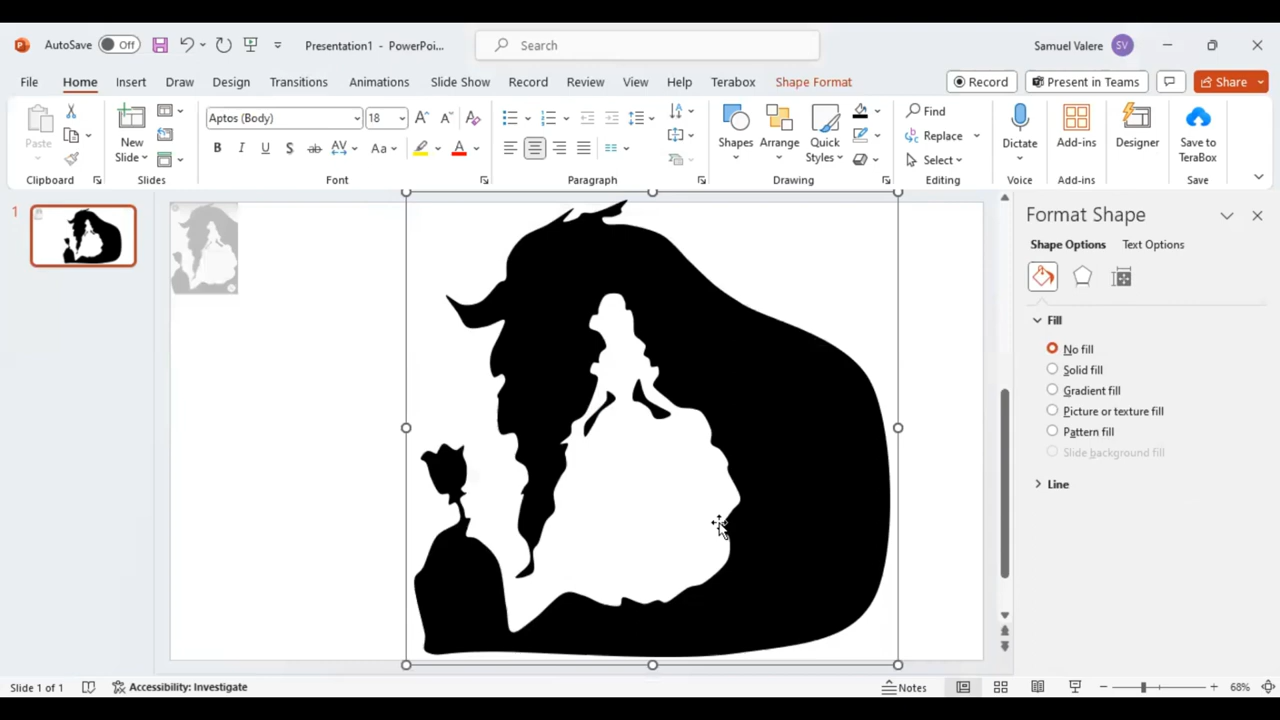 AutoSave Off Presentation1 - PowerPoi... Search Samuel Valere SV
File Home Insert Draw Design Transitions Animations Slide Show Record Review View Help Terabox Shape Format Record Present in Teams Share
Paste New Slide Aptos (Body) 18 Shapes Arrange Quick Styles Find Replace Select Dictate Add-ins Designer Save to TeraBox
Clipboard Slides Font Paragraph Drawing Editing Voice Add-ins Save
1
Format Shape
Shape Options Text Options
Fill
No fill
Solid fill
Gradient fill
Picture or texture fill
Pattern fill
Slide background fill
Line
Slide 1 of 1 Accessibility: Investigate Notes 68%